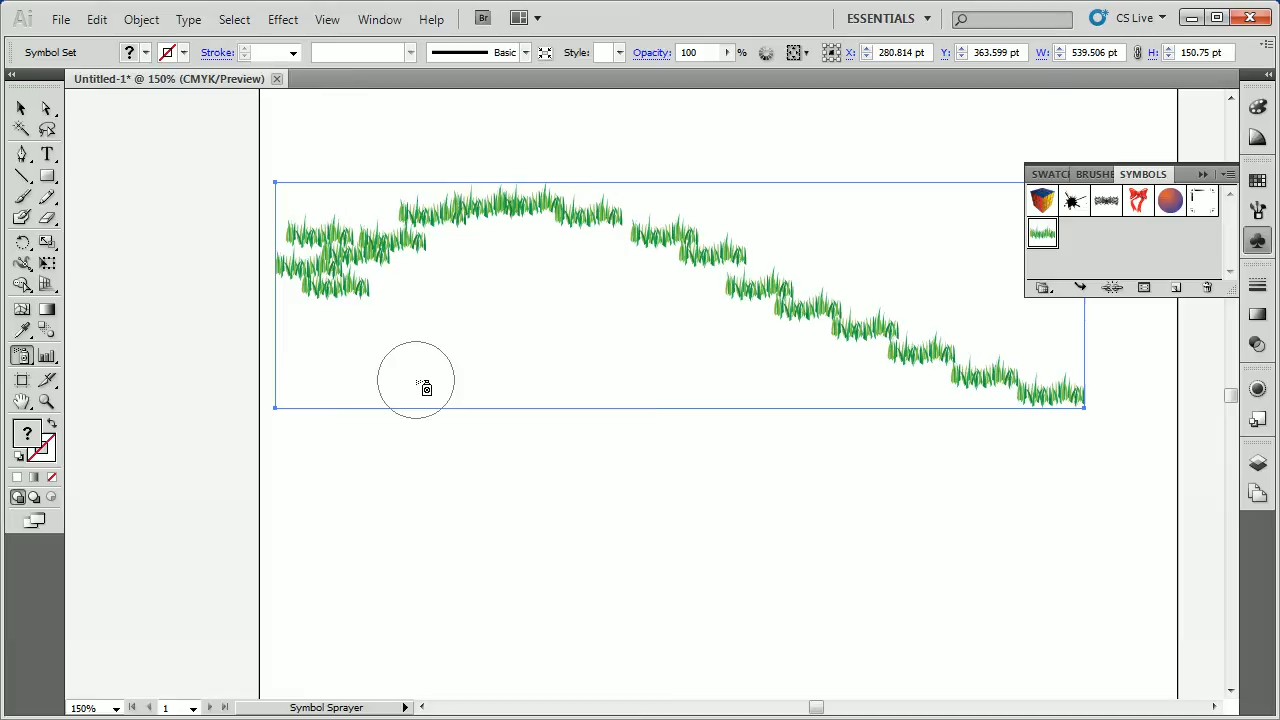 Ai File Edit Object Type Select Effect View Window Help Br ESSENTIALS CS Live
Symbol Set ? Stroke: Basic Style: Opacity: 100 % X: 280.814 pt Y: 363.599 pt W: 539.506 pt H: 150.75 pt
Untitled-1* @ 150% (CMYK/Preview)
SWATC BRUSHE SYMBOLS
T
?
150% 1 Symbol Sprayer